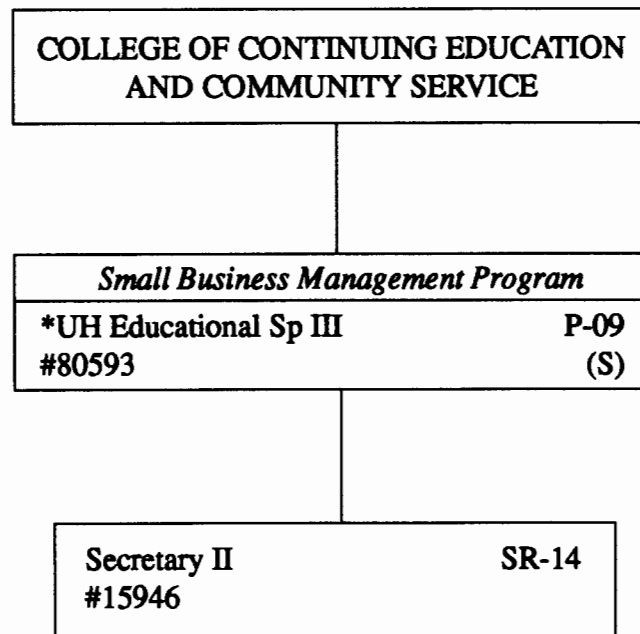 COLLEGE OF CONTINUING EDUCATION
AND COMMUNITY SERVICE
Small Business Management Program
*UH Educational Sp III P-09
#80593 (S)
Secretary II SR-14
#15946